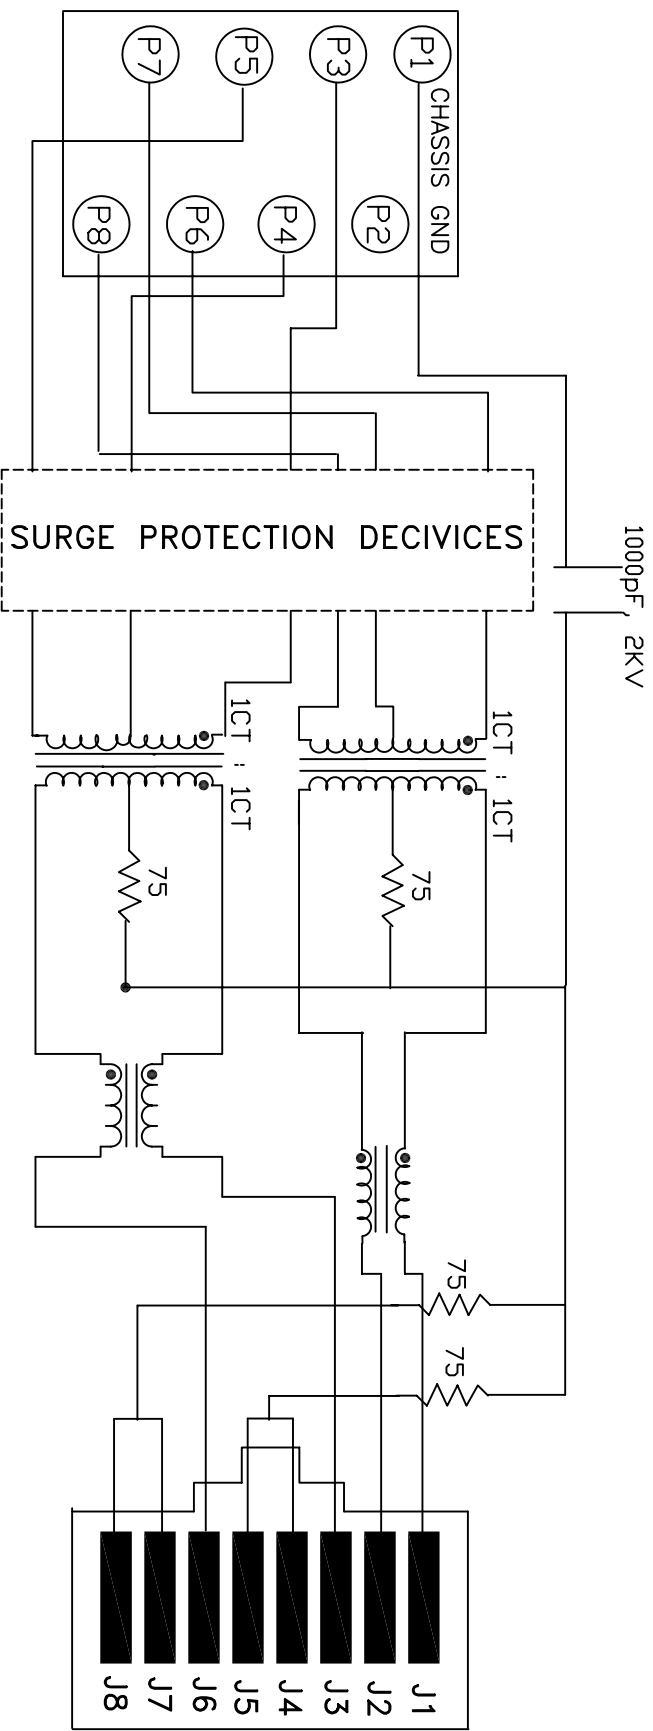 P7
P5
P3
P1
CHASSIS GND
P8
P6
P4
P2
SURGE PROTECTION DECIVICES
1000pF, 2KV
1CT : 1CT
1CT : 1CT
75
75
75
75
J8
J7
J6
J5
J4
J3
J2
J1